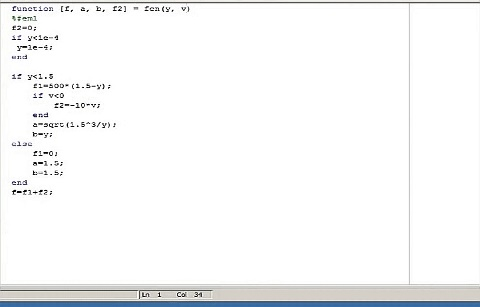 function [f, a, b, f2] = fcn(y, v)
%#eml
f2=0;
if y<1e-4
y=1e-4;
end
if y<1.5
f1=500*(1.5-y);
if v<0
f2=-10*v;
end
a=sqrt(1.5^3/y);
b=y;
else
f1=0;
a=1.5;
b=1.5;
end
f=f1+f2;
Ln 1 Col 34